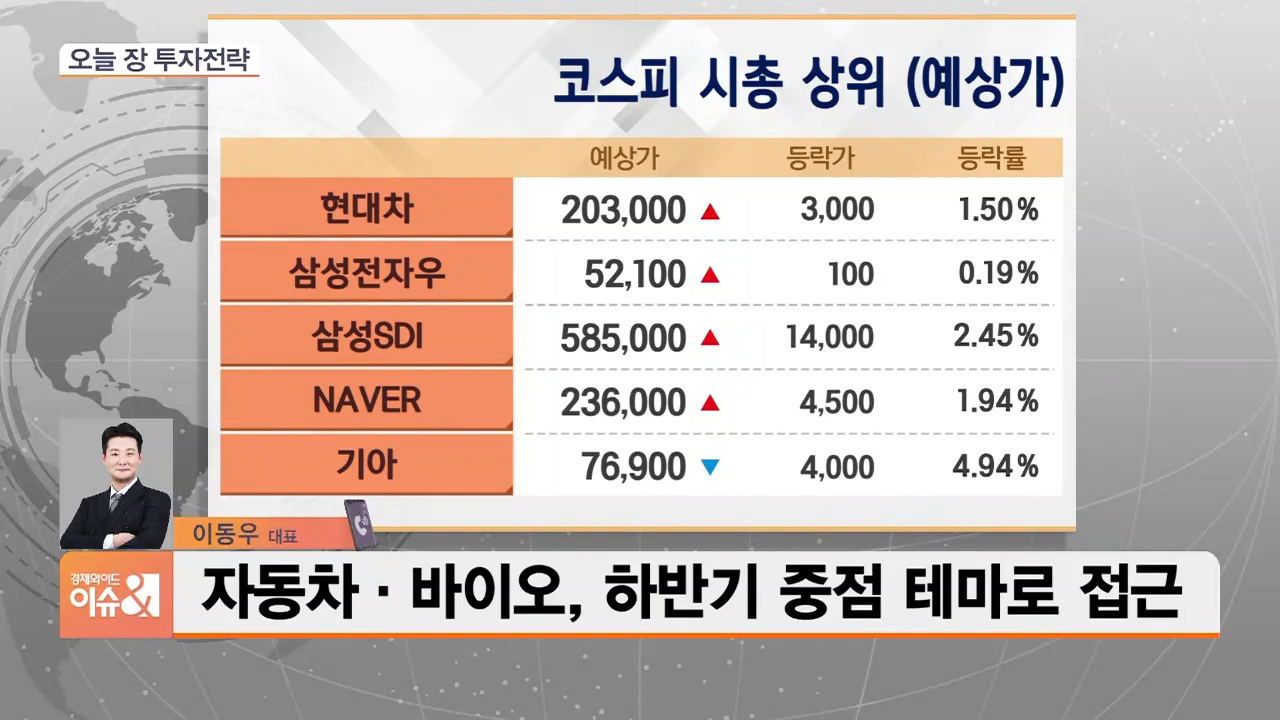 오늘 장 투자전략
코스피 시총 상위 (예상가)
예상가 등락가 등락률
현대차 203,000 ▲ 3,000 1.50%
삼성전자우 52,100 ▲ 100 0.19%
삼성SDI 585,000 ▲ 14,000 2.45%
NAVER 236,000 ▲ 4,500 1.94%
기아 76,900 ▼ 4,000 4.94%
이동우 대표
경제와이드
이슈&
자동차 · 바이오, 하반기 중점 테마로 접근